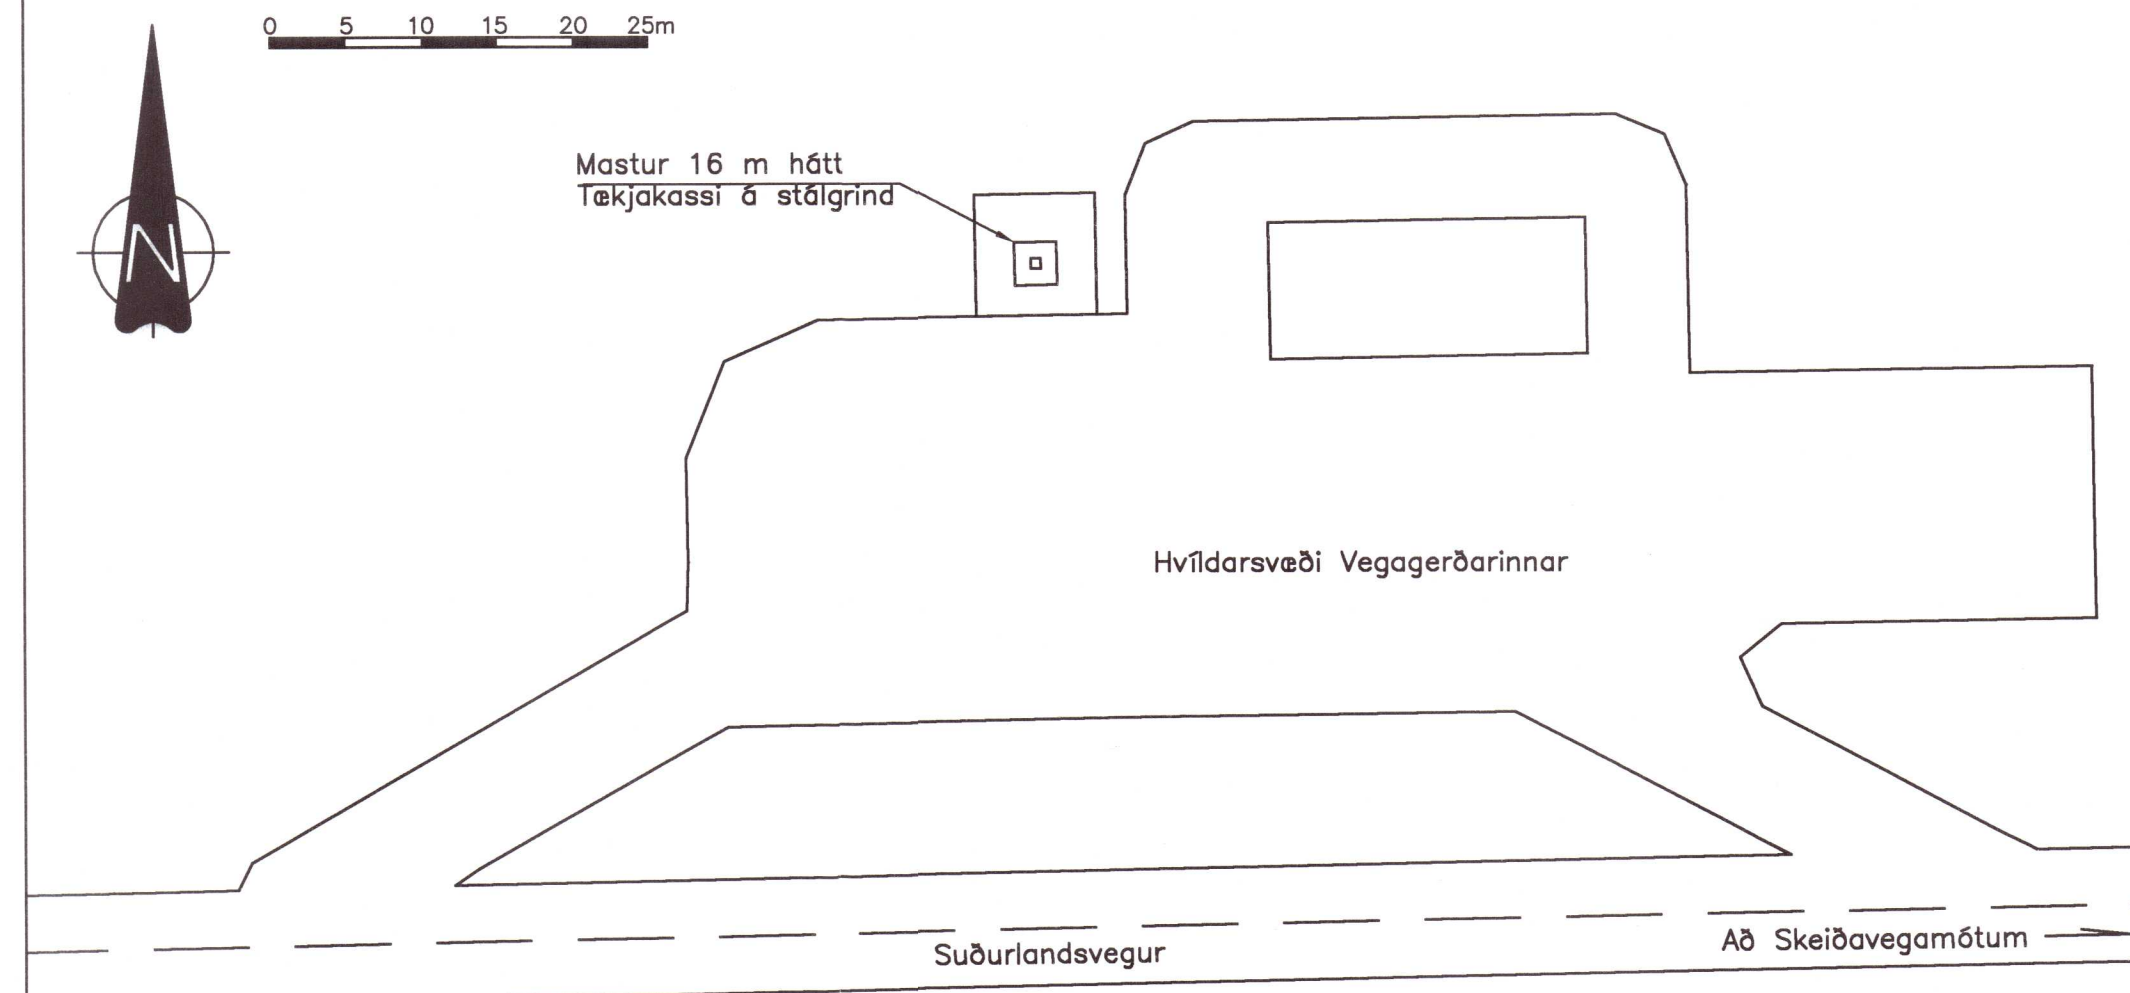 0 5 10 15 20 25m
Mastur 16 m hátt
Tækjakassi á stálgrind
N
Hvíldarsvæði Vegagerðarinnar
Að Skeiðavegamótum
Suðurlandsvegur